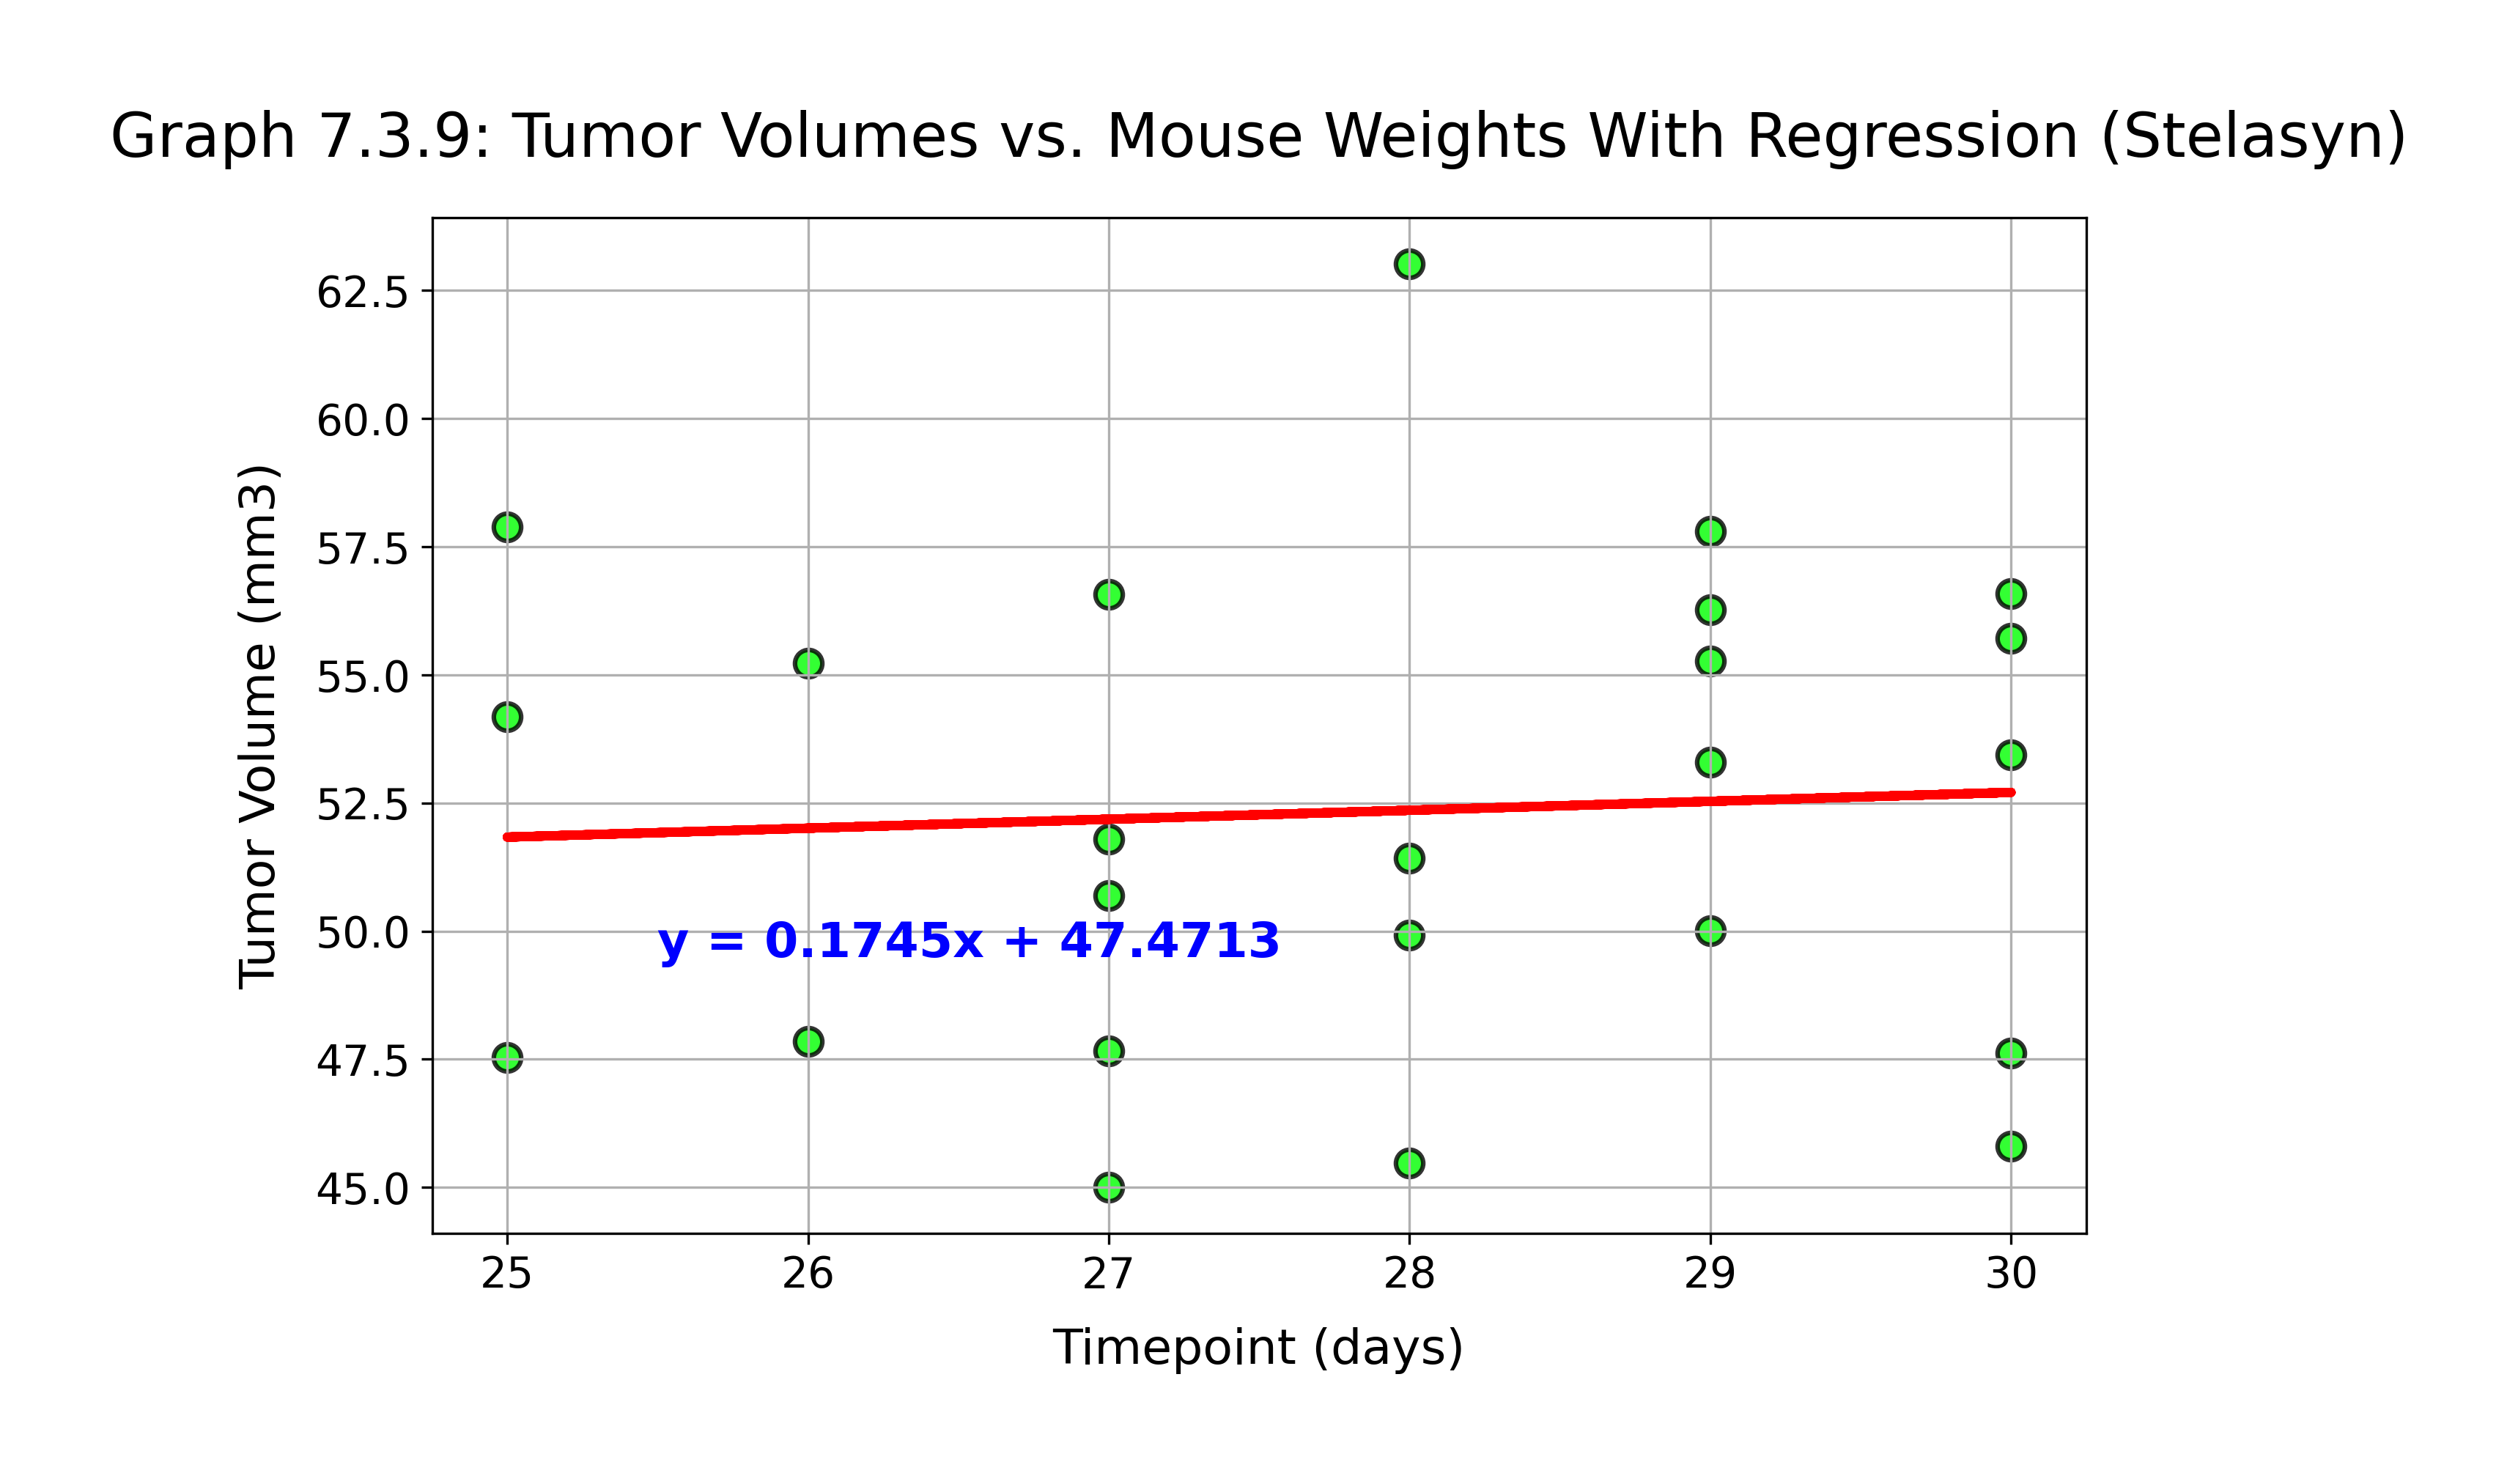 Graph 7.3.9: Tumor Volumes vs. Mouse Weights With Regression (Stelasyn)
62.5
60.0
57.5
55.0
52.5
50.0
47.5
45.0
Tumor Volume (mm3)
y = 0.1745x + 47.4713
25 26 27 28 29 30
Timepoint (days)